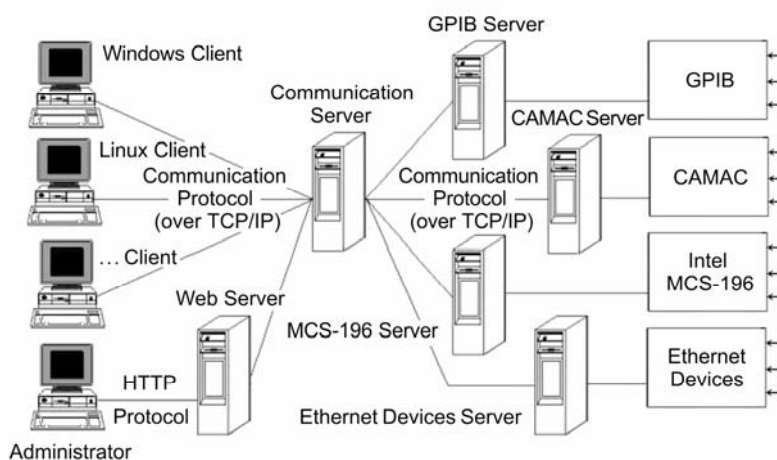 GPIB Server
Windows Client
Communication
Server
GPIB
CAMAC Server
Linux Client
Communication
Protocol
(over TCP/IP)
Communication
Protocol
(over TCP/IP)
CAMAC
... Client
Intel
MCS-196
Web Server
MCS-196 Server
HTTP
Protocol
Ethernet
Devices
Ethernet Devices Server
Administrator